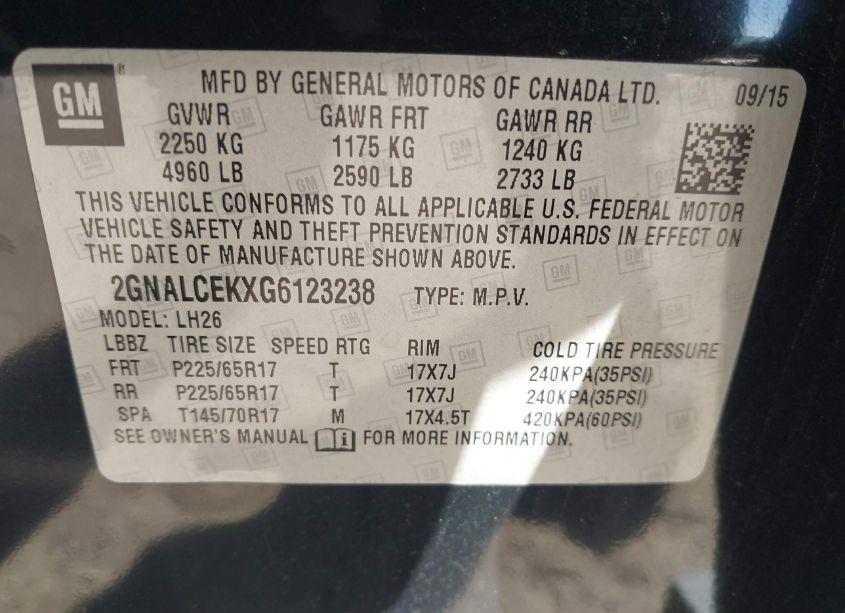 GM
MFD BY GENERAL MOTORS OF CANADA LTD. 09/15
GVWR GAWR FRT GAWR RR
2250 KG 1175 KG 1240 KG
4960 LB 2590 LB 2733 LB
THIS VEHICLE CONFORMS TO ALL APPLICABLE U.S. FEDERAL MOTOR
VEHICLE SAFETY AND THEFT PREVENTION STANDARDS IN EFFECT ON
THE DATE OF MANUFACTURE SHOWN ABOVE.
2GNALCEKXG6123238 TYPE: M.P.V.
MODEL: LH26
LBBZ TIRE SIZE SPEED RTG RIM COLD TIRE PRESSURE
FRT P225/65R17 T 17X7J 240KPA(35PSI)
RR P225/65R17 T 17X7J 240KPA(35PSI)
SPA T145/70R17 M 17X4.5T 420KPA(60PSI)
SEE OWNER'S MANUAL FOR MORE INFORMATION.